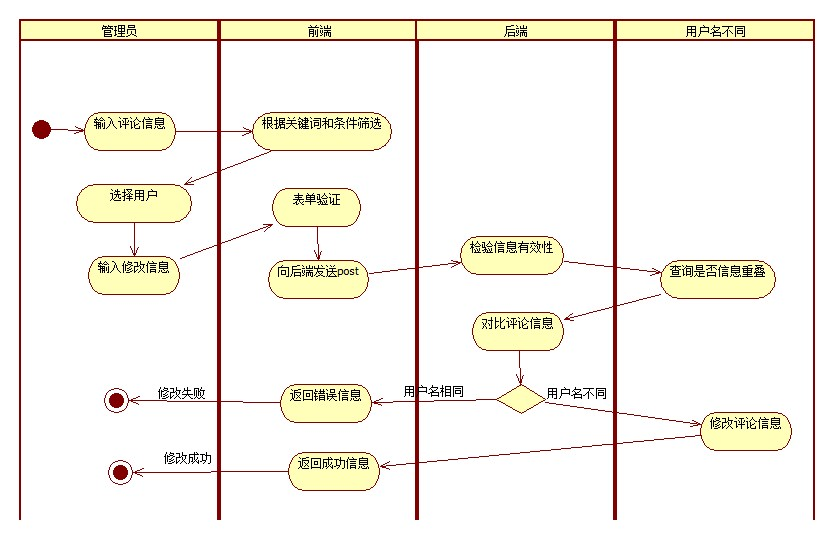 管理员
前端
后端
用户名不同
输入评论信息
根据关键词和条件筛选
选择用户
表单验证
输入修改信息
向后端发送post
检验信息有效性
查询是否信息重叠
对比评论信息
修改失败
返回错误信息
用户名相同
用户名不同
修改评论信息
修改成功
返回成功信息